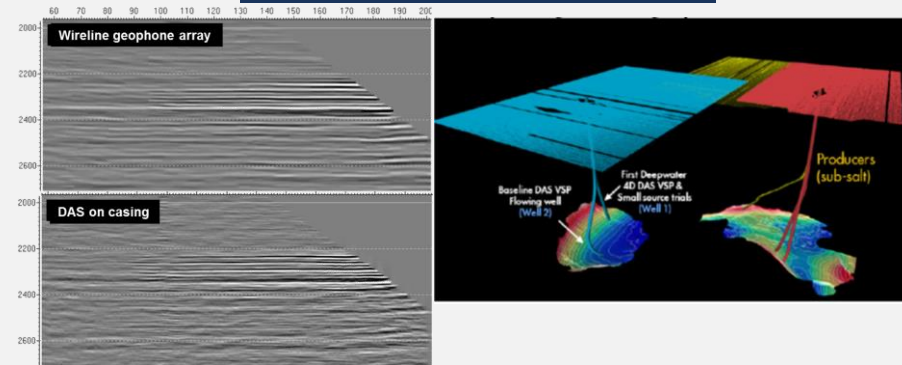 60 70 80 90 100 110 120 130 140 150 160 170 180 190 200
Wireline geophone array
2000
2200
2400
2600
DAS on casing
2000
2200
2400
2600
Producers
(sub-salt)
First Deepwater
4D DAS VSP &
Small source trials
(Well 1)
Baseline DAS VSP
Flowing well
(Well 2)